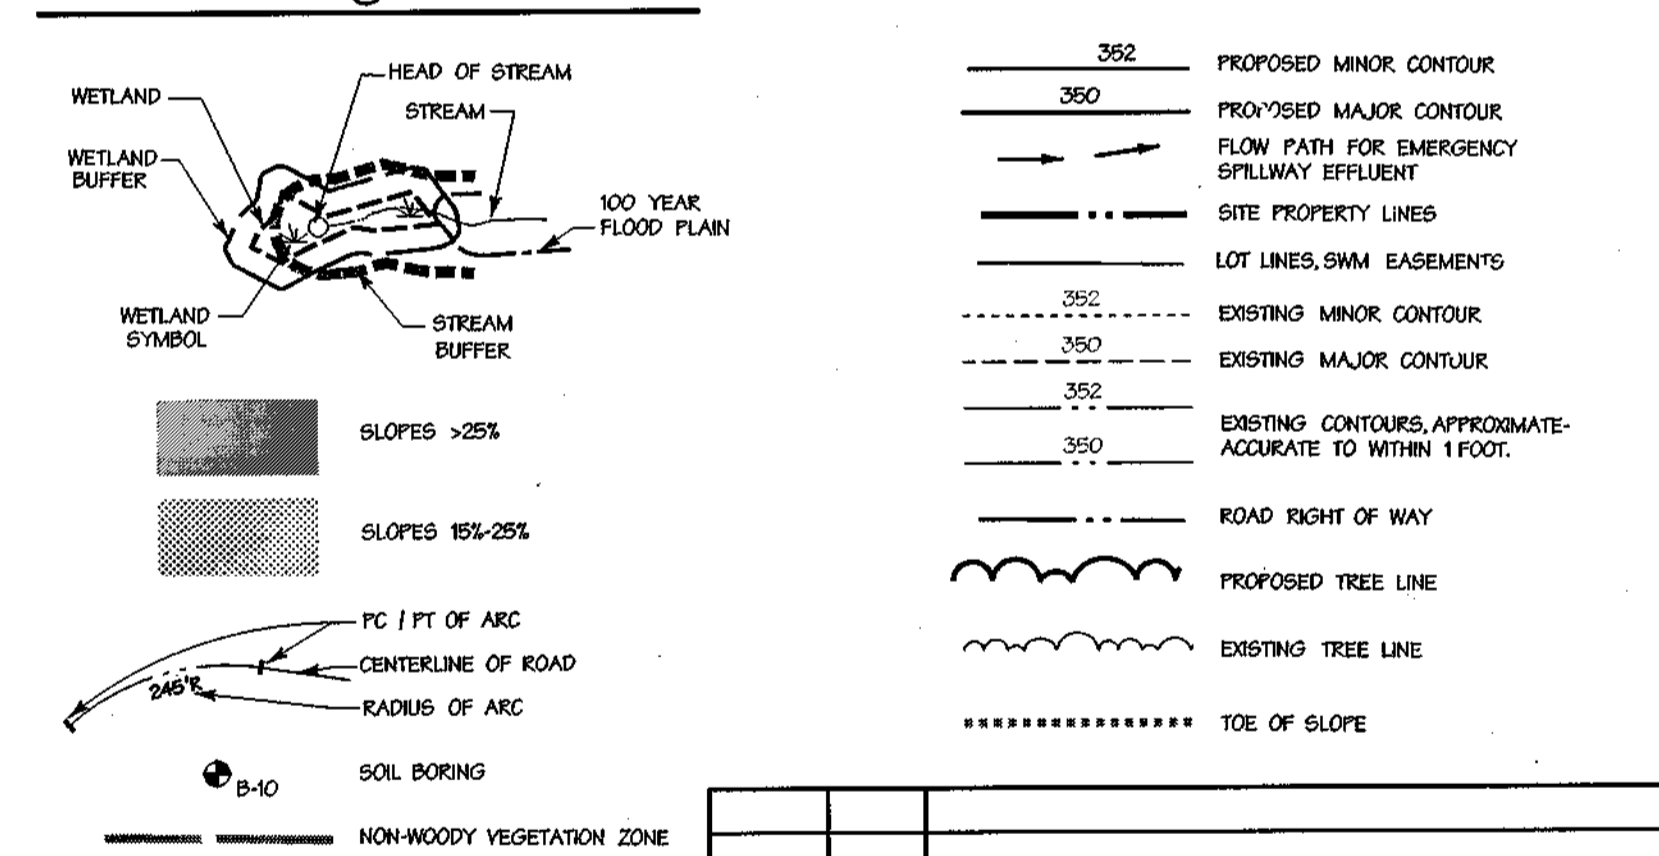 HEAD OF STREAM
WETLAND
STREAM
WETLAND
BUFFER
100 YEAR
FLOOD PLAIN
WETLAND
SYMBOL
STREAM
BUFFER
SLOPES >25%
SLOPES 15%-25%
PC / PT OF ARC
CENTERLINE OF ROAD
245'R
RADIUS OF ARC
B-10
SOIL BORING
NON-WOODY VEGETATION ZONE
352
PROPOSED MINOR CONTOUR
350
PROPOSED MAJOR CONTOUR
FLOW PATH FOR EMERGENCY
SPILLWAY EFFLUENT
SITE PROPERTY LINES
LOT LINES, SWM EASEMENTS
352
EXISTING MINOR CONTOUR
350
EXISTING MAJOR CONTOUR
352
350
EXISTING CONTOURS, APPROXIMATE-
ACCURATE TO WITHIN 1 FOOT.
ROAD RIGHT OF WAY
PROPOSED TREE LINE
EXISTING TREE LINE
TOE OF SLOPE